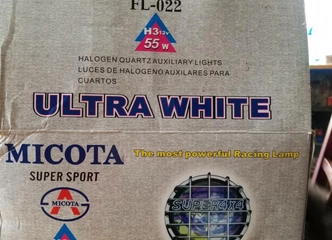 FL-022
H3 12V
55 W
HALOGEN QUARTZ AUXILIARY LIGHTS
LUCES DE HALOGENO AUXILARES PARA
CUARTOS
ULTRA WHITE
MICOTA
The most powerful Racing Lamp
SUPER SPORT
MICOTA